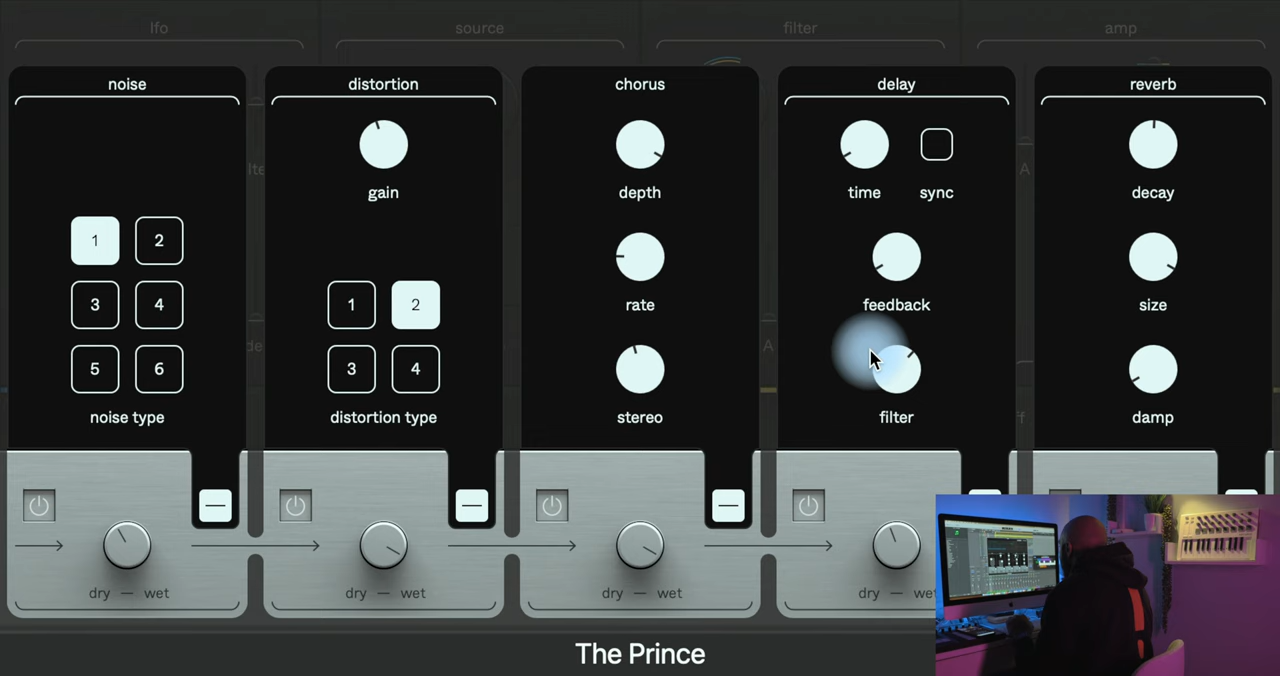 lfo
source
filter
amp
noise
distortion
chorus
delay
reverb
gain
depth
time
sync
decay
1
2
3
4
5
6
noise type
1
2
3
4
distortion type
rate
stereo
feedback
filter
size
damp
dry — wet
dry — wet
dry — wet
dry — wet
The Prince